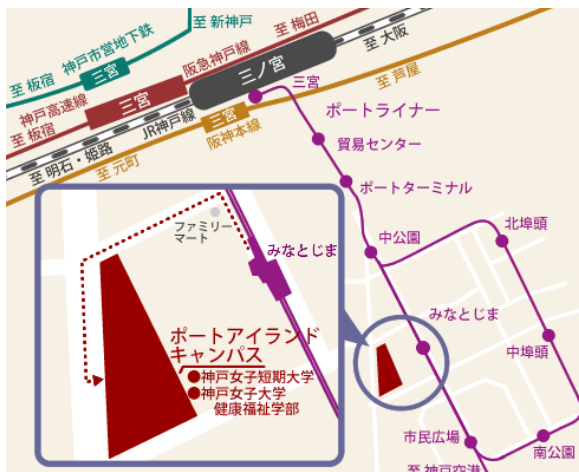 至 新神戸
神戸市営地下鉄
至 板宿
三宮
阪急神戸線
至 梅田
三ノ宮
至 大阪
神戸高速線
三宮
至 板宿
JR神戸線
三宮
阪神本線
至 芦屋
至 明石・姫路
至 元町
三宮
ポートライナー
貿易センター
ポートターミナル
中公園
北埠頭
みなとじま
中埠頭
市民広場
南公園
至 神戸空港
ファミリー
マート
みなとじま
ポートアイランド
キャンパス
●神戸女子短期大学
●神戸女子大学
健康福祉学部